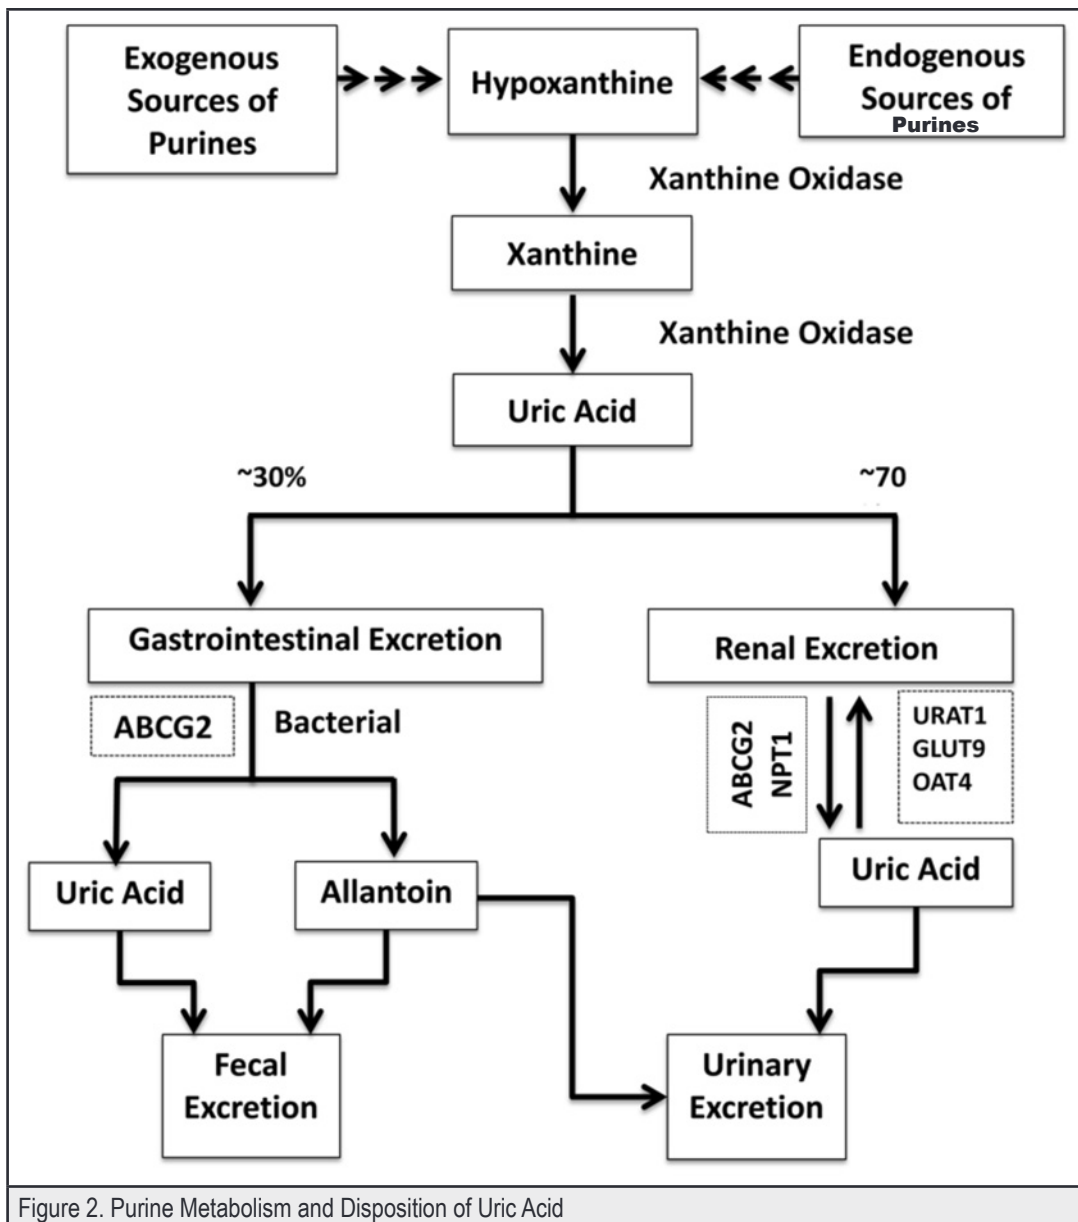 Exogenous
Sources of
Purines
Hypoxanthine
Endogenous
Sources of
Purines
Xanthine Oxidase
Xanthine
Xanthine Oxidase
Uric Acid
~30%
~70
Gastrointestinal Excretion
Renal Excretion
ABCG2
Bacterial
ABCG2
NPT1
URAT1
GLUT9
OAT4
Uric Acid
Allantoin
Uric Acid
Fecal
Excretion
Urinary
Excretion
Figure 2. Purine Metabolism and Disposition of Uric Acid